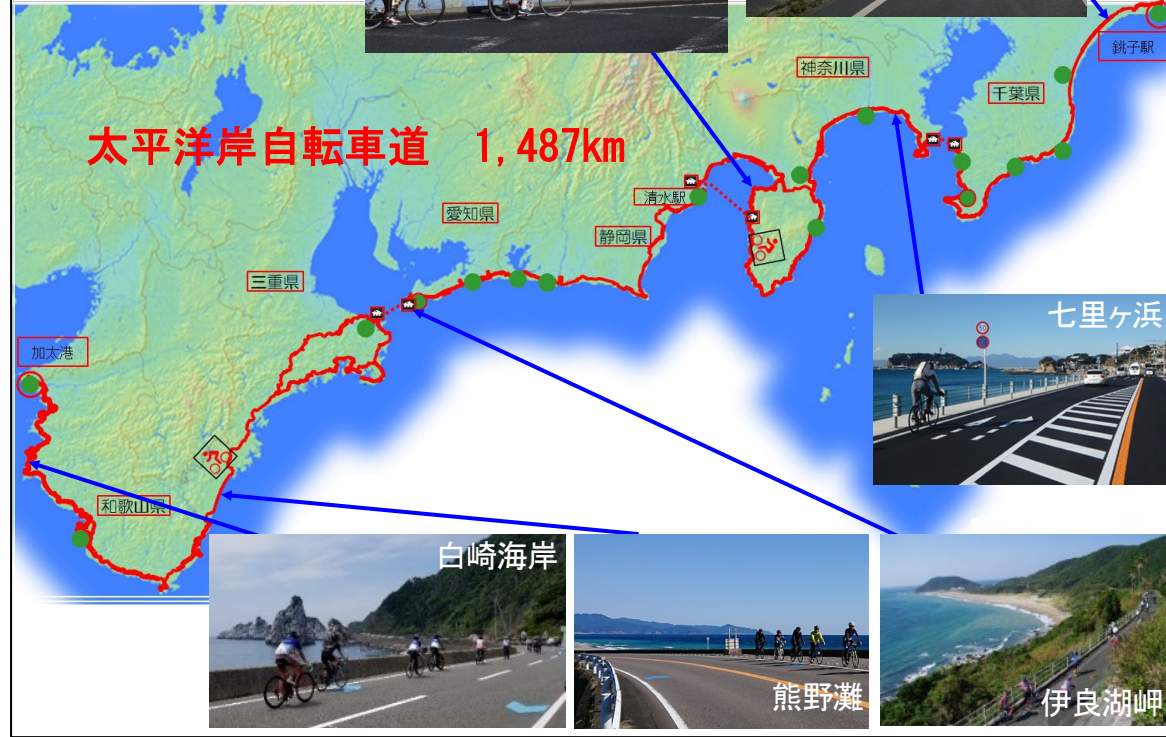 銚子駅
神奈川県
千葉県
太平洋岸自転車道 1,487km
清水駅
愛知県
静岡県
三重県
七里ヶ浜
加太港
和歌山県
白崎海岸
熊野灘
伊良湖岬